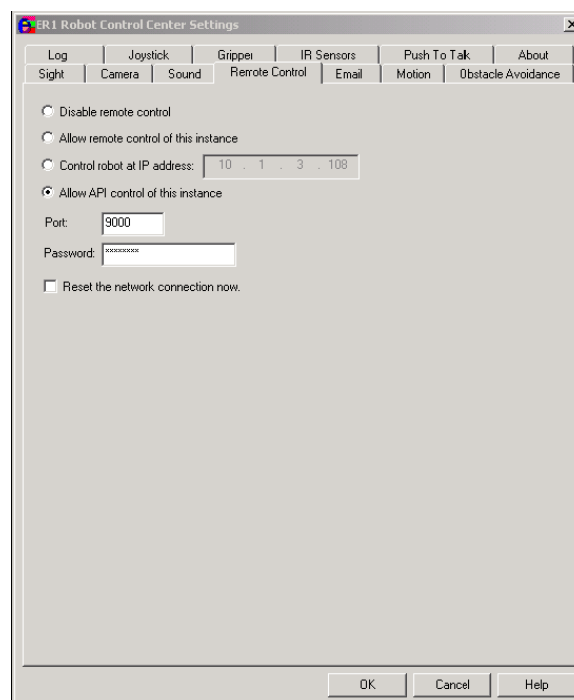 ER1 Robot Control Center Settings
Log Joystick Gripper IR Sensors Push To Talk About
Sight Camera Sound Remote Control Email Motion Obstacle Avoidance
Disable remote control
Allow remote control of this instance
Control robot at IP address: 10 . 1 . 3 . 108
Allow API control of this instance
Port: 9000
Password: ********
Reset the network connection now.
OK Cancel Help